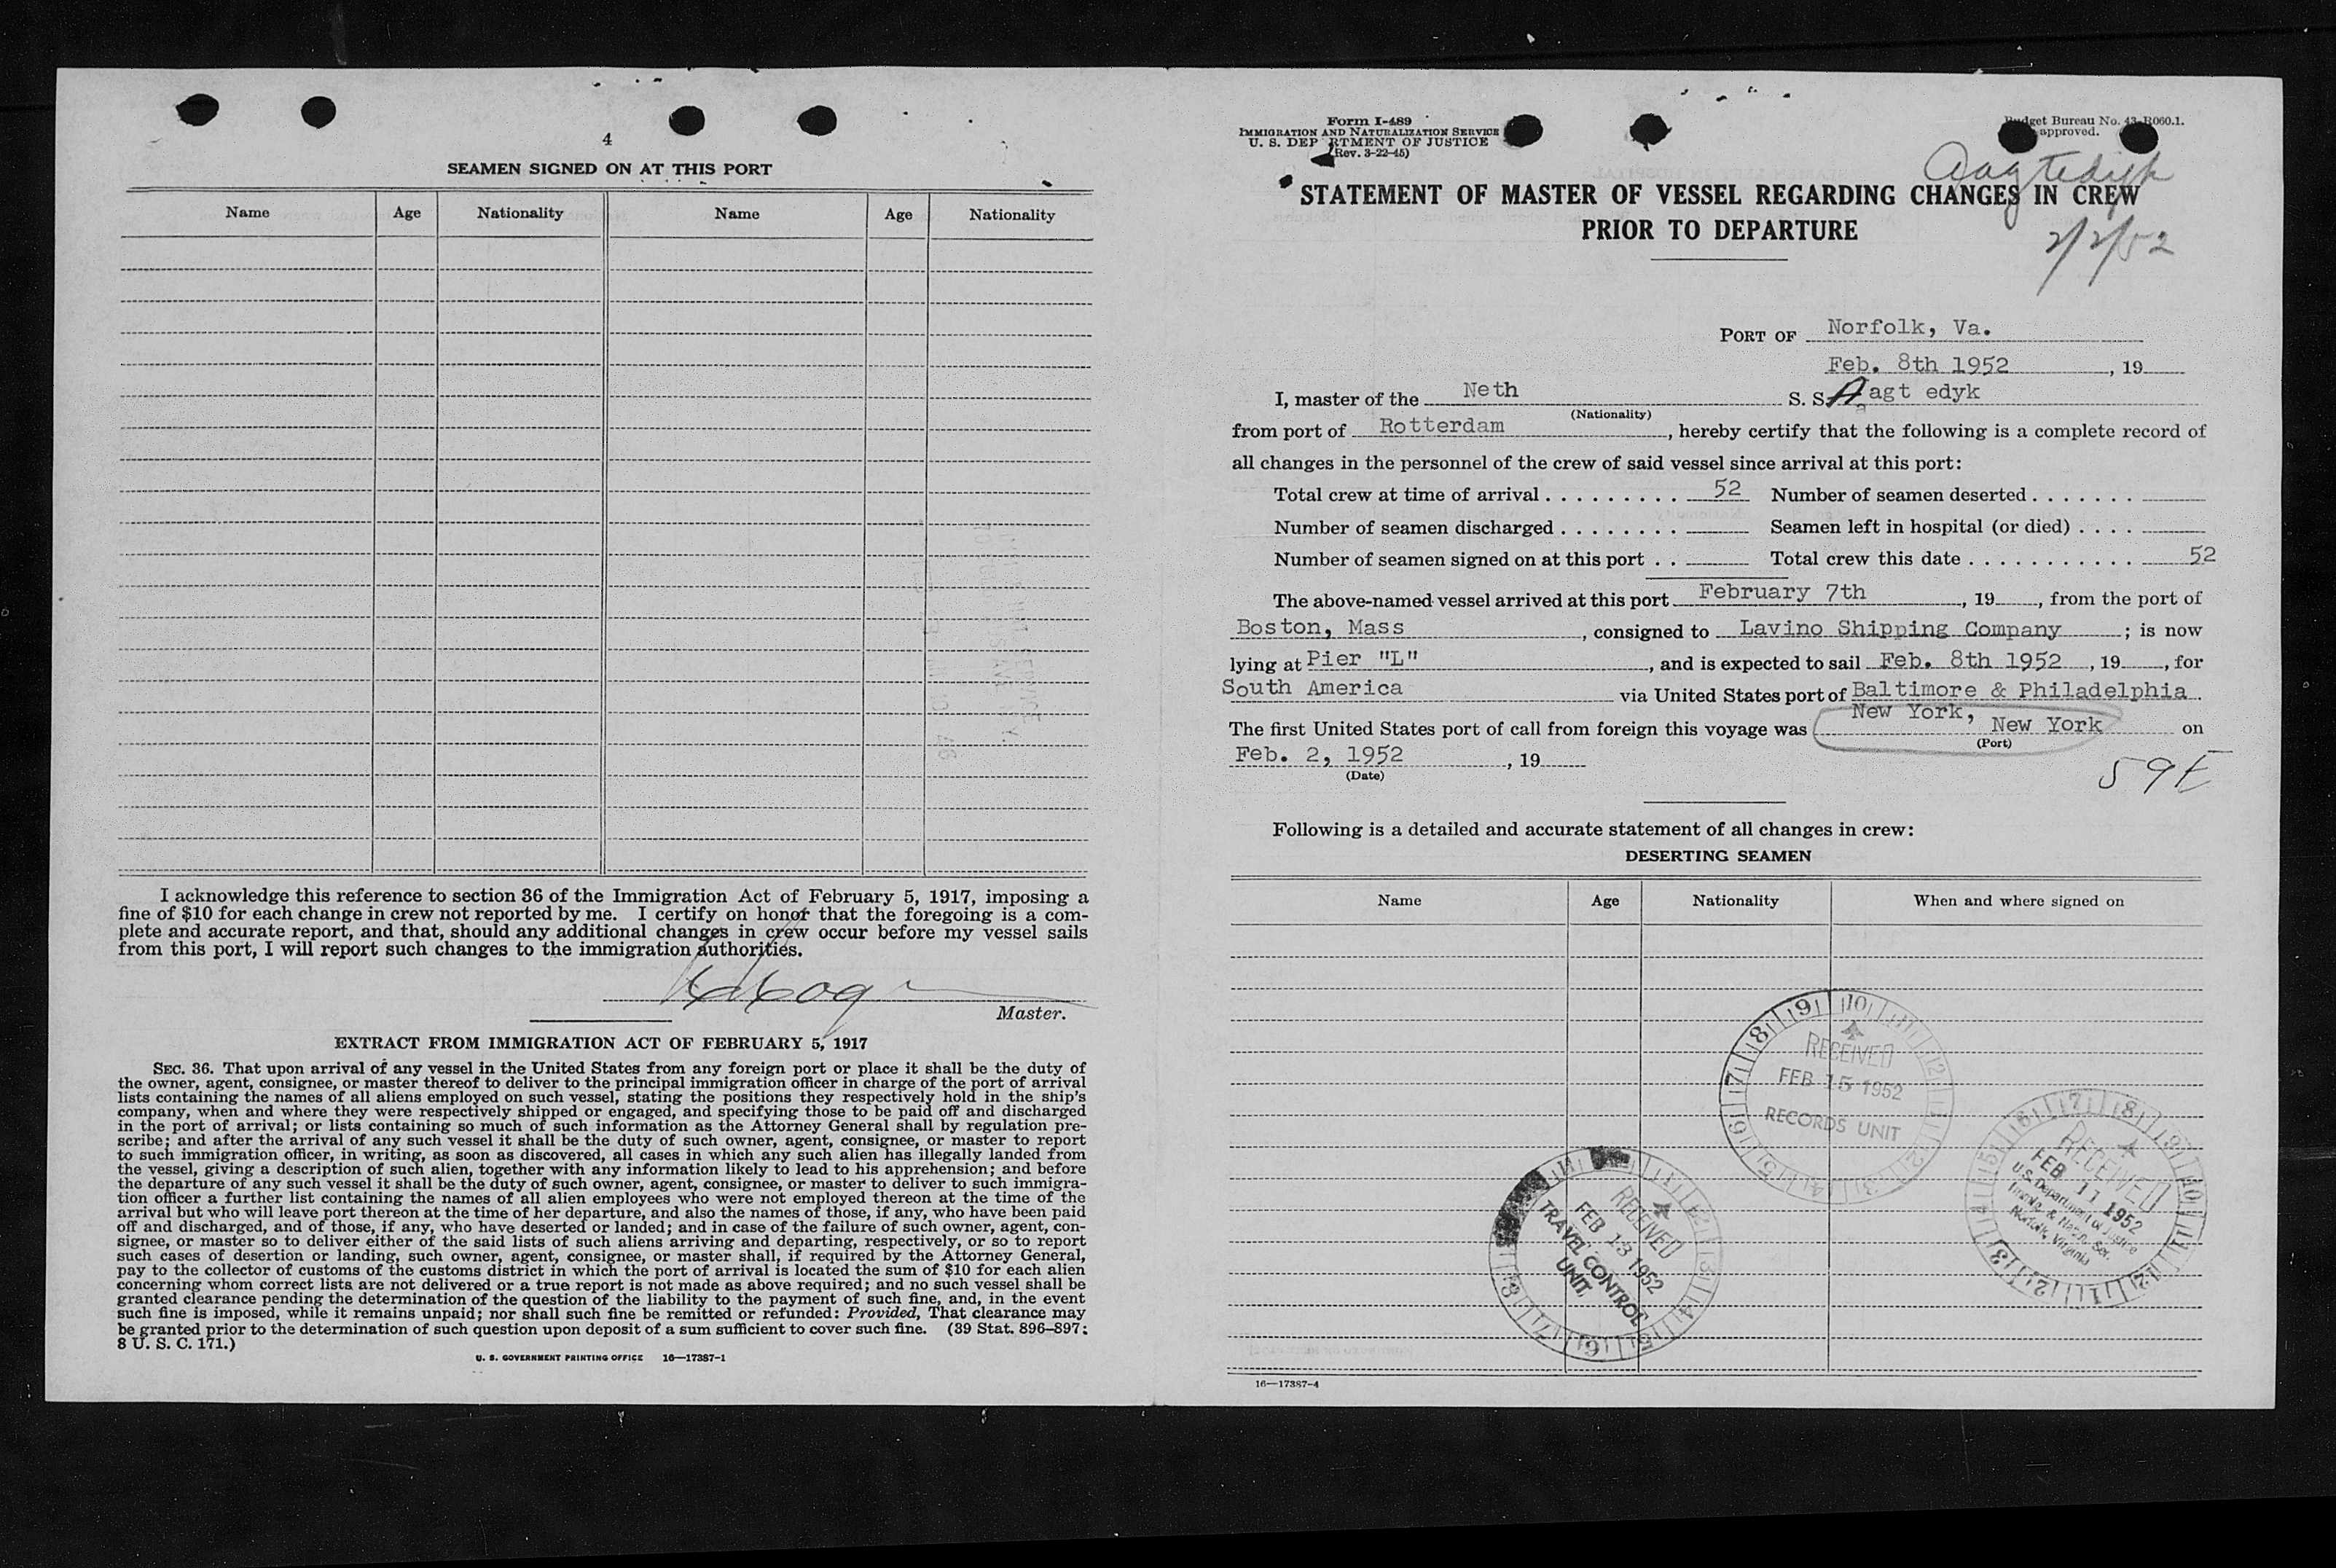 4
SEAMEN SIGNED ON AT THIS PORT
Name Age Nationality Name Age Nationality
I acknowledge this reference to section 36 of the Immigration Act of February 5, 1917, imposing a
fine of $10 for each change in crew not reported by me. I certify on honor that the foregoing is a com-
plete and accurate report, and that, should any additional changes in crew occur before my vessel sails
from this port, I will report such changes to the immigration authorities.
Master.
EXTRACT FROM IMMIGRATION ACT OF FEBRUARY 5, 1917
SEC. 36. That upon arrival of any vessel in the United States from any foreign port or place it shall be the duty of
the owner, agent, consignee, or master thereof to deliver to the principal immigration officer in charge of the port of arrival
lists containing the names of all aliens employed on such vessel, stating the positions they respectively hold in the ship's
company, when and where they were respectively shipped or engaged, and specifying those to be paid off and discharged
in the port of arrival; or lists containing so much of such information as the Attorney General shall by regulation pre-
scribe; and after the arrival of any such vessel it shall be the duty of such owner, agent, consignee, or master to report
to such immigration officer, in writing, as soon as discovered, all cases in which any such alien has illegally landed from
the vessel, giving a description of such alien, together with any information likely to lead to his apprehension; and before
the departure of any such vessel it shall be the duty of such owner, agent, consignee, or master to deliver to such immigra-
tion officer a further list containing the names of all alien employees who were not employed thereon at the time of the
arrival but who will leave port thereon at the time of her departure, and also the names of those, if any, who have been paid
off and discharged, and of those, if any, who have deserted or landed; and in case of the failure of such owner, agent, con-
signee, or master so to deliver either of the said lists of such aliens arriving and departing, respectively, or so to report
such cases of desertion or landing, such owner, agent, consignee, or master shall, if required by the Attorney General,
pay to the collector of customs of the customs district in which the port of arrival is located the sum of $10 for each alien
concerning whom correct lists are not delivered or a true report is not made as above required; and no such vessel shall be
granted clearance pending the determination of the question of the liability to the payment of such fine, and, in the event
such fine is imposed, while it remains unpaid; nor shall such fine be remitted or refunded: Provided, That clearance may
be granted prior to the determination of such question upon deposit of a sum sufficient to cover such fine. (39 Stat. 896–897;
8 U. S. C. 171.)
U. S. GOVERNMENT PRINTING OFFICE 16—17387-1
Form I-489
IMMIGRATION AND NATURALIZATION SERVICE
U. S. DEPARTMENT OF JUSTICE
(Rev. 3-22-45)
Budget Bureau No. 43-R060.1.
approved.
Aagtedijk
STATEMENT OF MASTER OF VESSEL REGARDING CHANGES IN CREW
PRIOR TO DEPARTURE
2/2/52
PORT OF Norfolk, Va.
Feb. 8th 1952, 19
I, master of the Neth S. S. Aagt edyk
(Nationality)
from port of Rotterdam, hereby certify that the following is a complete record of
all changes in the personnel of the crew of said vessel since arrival at this port:
Total crew at time of arrival . . . . . . . . . 52 Number of seamen deserted . . . . . . .
Number of seamen discharged . . . . . . . . Seamen left in hospital (or died) . . . .
Number of seamen signed on at this port . . Total crew this date . . . . . . . . . . . 52
The above-named vessel arrived at this port February 7th, 19, from the port of
Boston, Mass, consigned to Lavino Shipping Company; is now
lying at Pier "L", and is expected to sail Feb. 8th 1952, 19, for
South America via United States port of Baltimore & Philadelphia
The first United States port of call from foreign this voyage was New York, New York on
(Port)
Feb. 2, 1952, 19
(Date)
59t
Following is a detailed and accurate statement of all changes in crew:
DESERTING SEAMEN
Name Age Nationality When and where signed on
RECEIVED
FEB 15 1952
RECORDS UNIT
RECEIVED
FEB 13 1952
TRAVEL CONTROL
UNIT
RECEIVED
FEB 11 1952
U.S. Department of Justice
Immig. & Natzn. Ser.
Norfolk, Virginia
16—17387-4